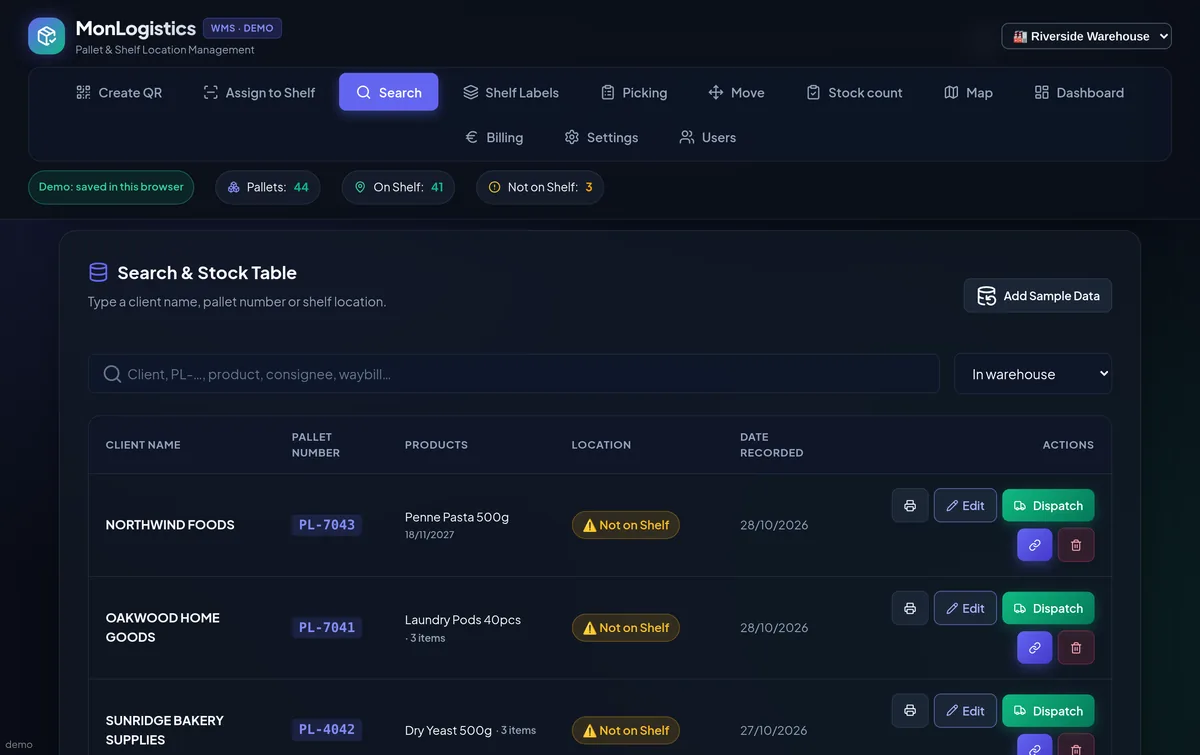 MonLogistics
WMS · DEMO
Pallet & Shelf Location Management
Riverside Warehouse
Create QR
Assign to Shelf
Search
Shelf Labels
Picking
Move
Stock count
Map
Dashboard
Billing
Settings
Users
Demo: saved in this browser
Pallets: 44
On Shelf: 41
Not on Shelf: 3
Search & Stock Table
Type a client name, pallet number or shelf location.
Add Sample Data
Client, PL-…, product, consignee, waybill…
In warehouse
CLIENT NAME
PALLET
NUMBER
PRODUCTS
LOCATION
DATE
RECORDED
ACTIONS
NORTHWIND FOODS
PL-7043
Penne Pasta 500g
18/11/2027
Not on Shelf
28/10/2026
Edit
Dispatch
OAKWOOD HOME
GOODS
PL-7041
Laundry Pods 40pcs
· 3 items
Not on Shelf
28/10/2026
Edit
Dispatch
SUNRIDGE BAKERY
SUPPLIES
PL-4042
Dry Yeast 500g · 3 items
Not on Shelf
27/10/2026
Edit
Dispatch
demo